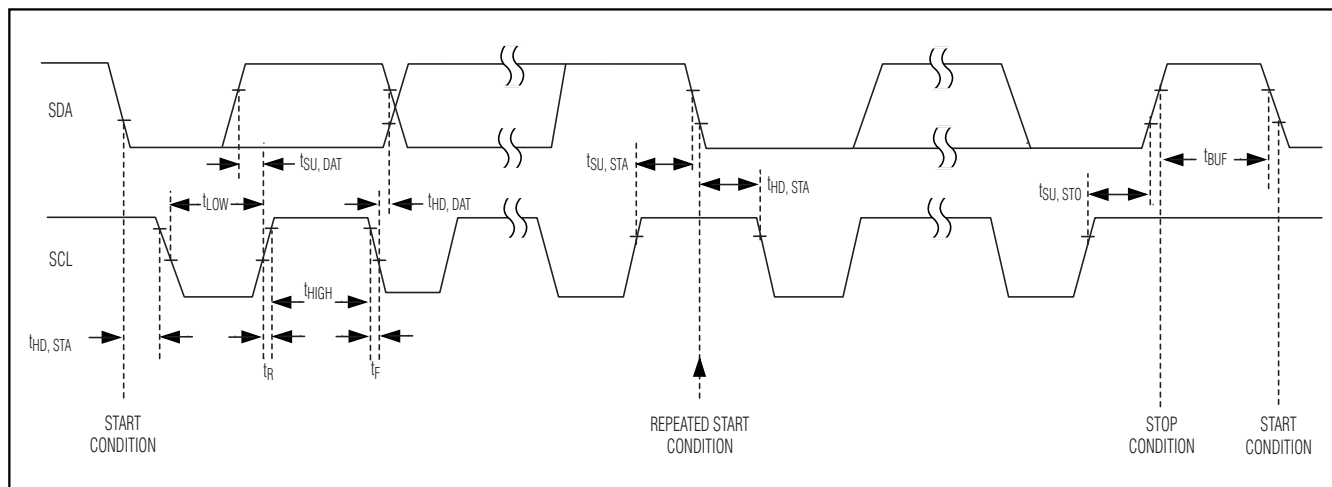 SDA
tSU, DAT
tLOW
tHD, DAT
tSU, STA
tHD, STA
tBUF
tSU, STO
SCL
tHIGH
tHD, STA
tR
tF
START
CONDITION
REPEATED START
CONDITION
STOP
CONDITION
START
CONDITION